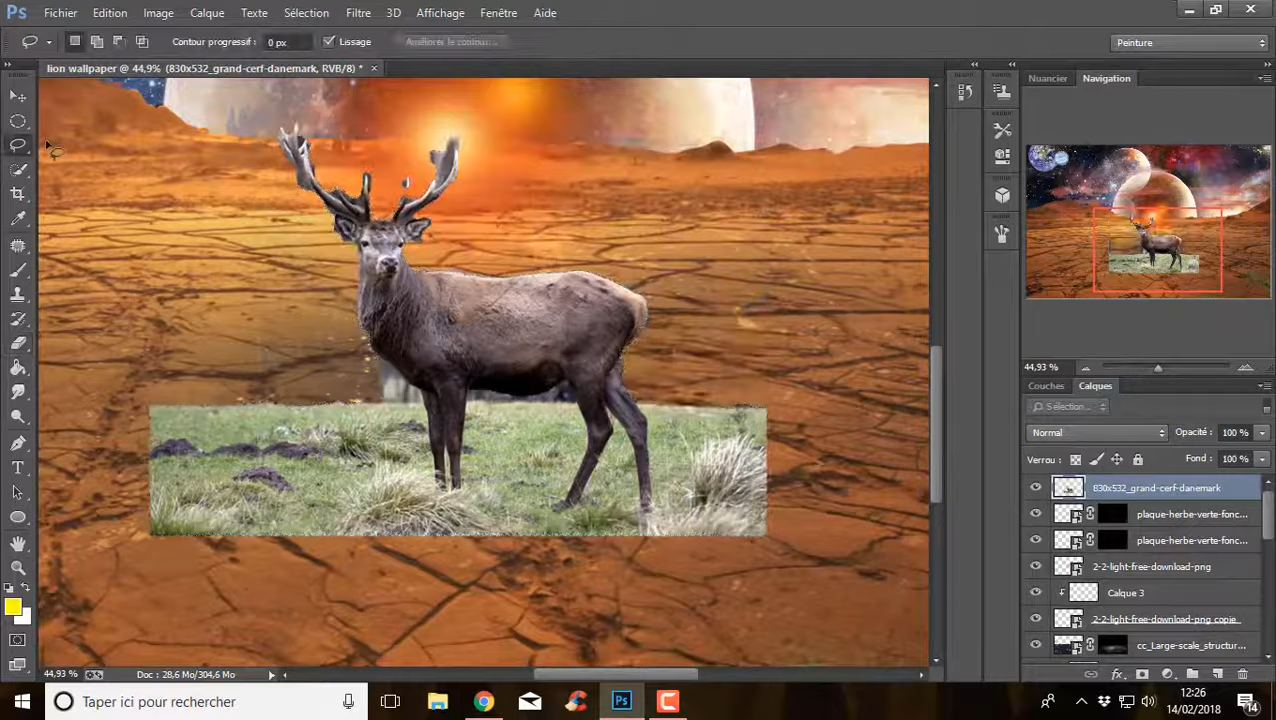 Ps Fichier Edition Image Calque Texte Sélection Filtre 3D Affichage Fenêtre Aide
Contour progressif : 0 px Lissage Améliorer le contour... Peinture
lion wallpaper @ 44,9% (830x532_grand-cerf-danemark, RVB/8) *
Nuancier Navigation
44,93 %
Couches Calques
Sélection...
Normal Opacité : 100 %
Verrou : Fond : 100 %
830x532_grand-cerf-danemark
plaque-herbe-verte-fonc...
plaque-herbe-verte-fonc...
2-2-light-free-download-png
Calque 3
2-2-light-free-download-png copie
cc_Large-scale_structur...
44,93 % Doc : 28,6 Mo/304,6 Mo
Taper ici pour rechercher Ps 12:26
14/02/2018 14